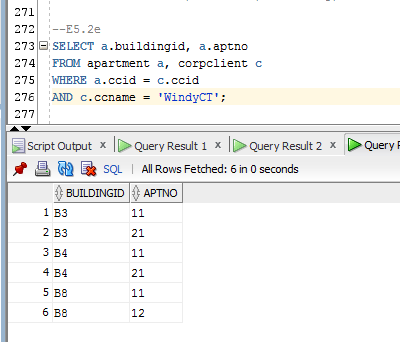 271
272 --E5.2e
273 SELECT a.buildingid, a.aptno
274 FROM apartment a, corpclient c
275 WHERE a.ccid = c.ccid
276 AND c.ccname = 'WindyCT';
277
Script Output x Query Result 1 x Query Result 2 x Query R
SQL | All Rows Fetched: 6 in 0 seconds
BUILDINGID APTNO
1 B3 11
2 B3 21
3 B4 11
4 B4 21
5 B8 11
6 B8 12